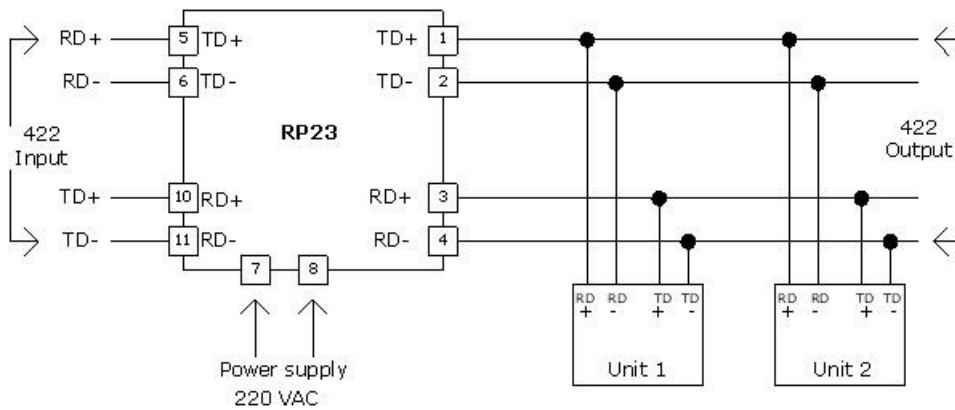 RD+ 5 TD+ TD+ 1
RD- 6 TD- TD- 2
RP23
422
Input
422
Output
TD+ 10 RD+ RD+ 3
TD- 11 RD- RD- 4
7 8
RD RD TD TD
+ - + -
Unit 1
RD RD TD TD
+ - + -
Unit 2
Power supply
220 VAC